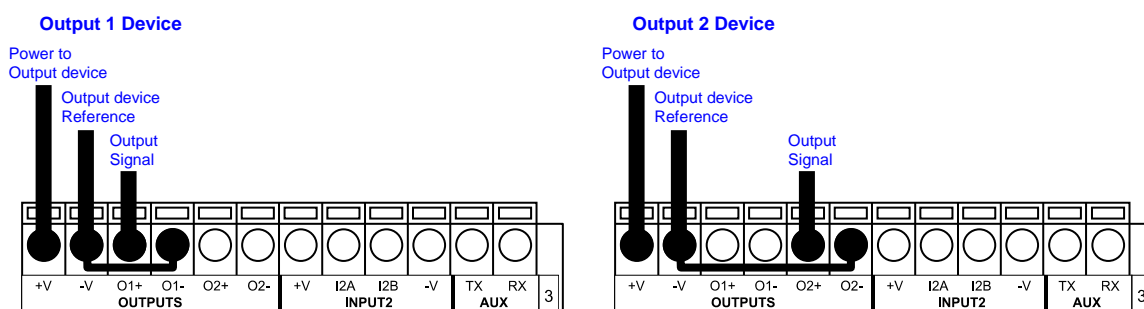 Output 1 Device
Power to
Output device
Output device
Reference
Output
Signal
+V -V O1+ O1- O2+ O2- +V I2A I2B -V TX RX
OUTPUTS INPUT2 AUX 3
Output 2 Device
Power to
Output device
Output device
Reference
Output
Signal
+V -V O1+ O1- O2+ O2- +V I2A I2B -V TX RX
OUTPUTS INPUT2 AUX 3